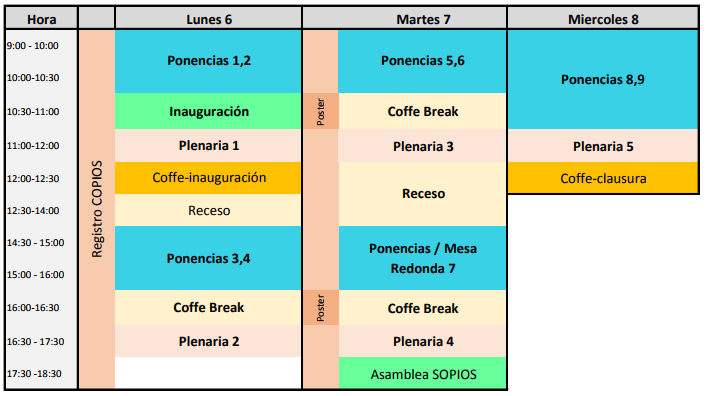 Hora Lunes 6 Martes 7 Miercoles 8
9:00 - 10:00
Ponencias 1,2 Ponencias 5,6
10:00-10:30
Ponencias 8,9
10:30-11:00 Inauguración Poster Coffe Break
11:00-12:00 Plenaria 1 Plenaria 3 Plenaria 5
12:00-12:30 Coffe-inauguración Coffe-clausura
Registro COPIOS
Receso
12:30-14:00 Receso
14:30 - 15:00
Ponencias 3,4 Ponencias / Mesa
Redonda 7
15:00 - 16:00
16:00-16:30 Coffe Break Poster Coffe Break
16:30 - 17:30 Plenaria 2 Plenaria 4
17:30 -18:30 Asamblea SOPIOS